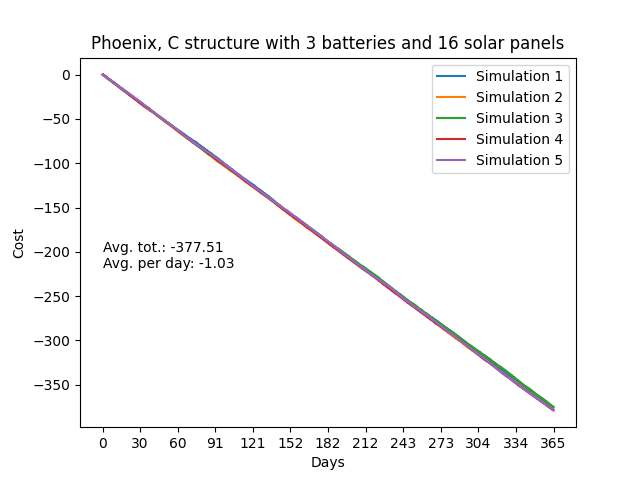 Phoenix, C structure with 3 batteries and 16 solar panels
Simulation 1
Simulation 2
Simulation 3
Simulation 4
Simulation 5
Cost
0
−50
−100
−150
−200
−250
−300
−350
Avg. tot.: -377.51
Avg. per day: -1.03
0 30 60 91 121 152 182 212 243 273 304 334 365
Days